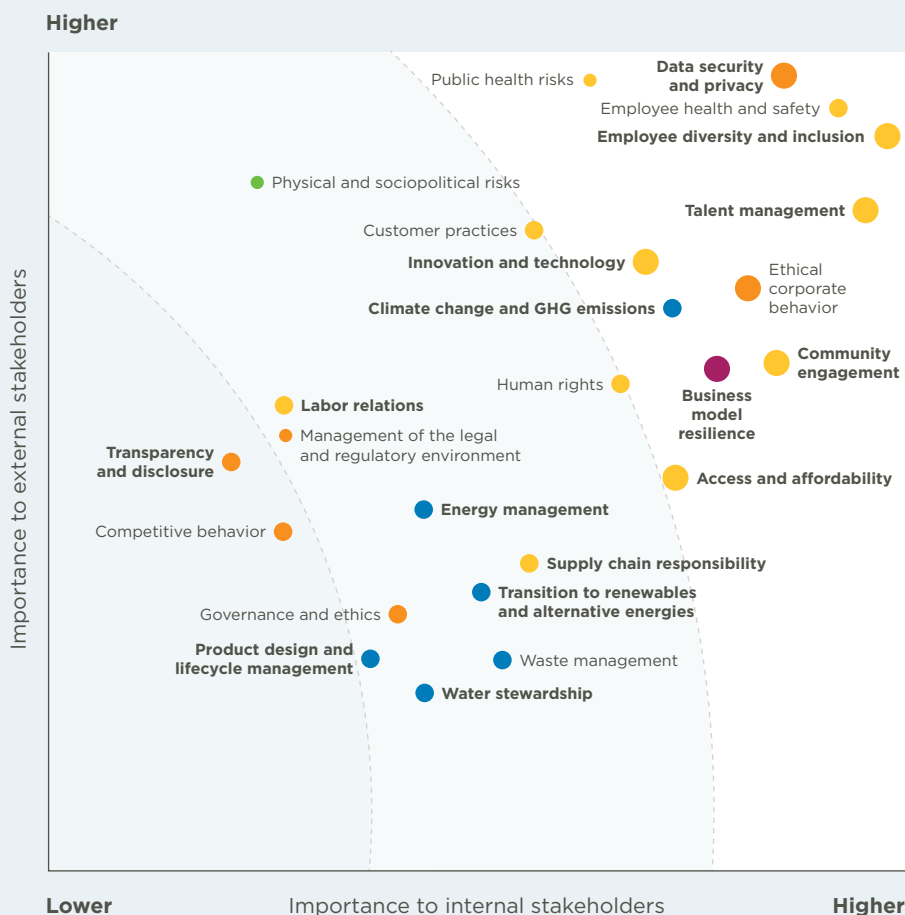 Higher
Public health risks
Data security
and privacy
Employee health and safety
Employee diversity and inclusion
Physical and sociopolitical risks
Talent management
Customer practices
Innovation and technology
Ethical
corporate
behavior
Climate change and GHG emissions
Community
engagement
Human rights
Business
model
resilience
Labor relations
Management of the legal
and regulatory environment
Transparency
and disclosure
Access and affordability
Energy management
Competitive behavior
Supply chain responsibility
Transition to renewables
and alternative energies
Governance and ethics
Product design and
lifecycle management
Waste management
Water stewardship
Importance to external stakeholders
Lower
Importance to internal stakeholders
Higher